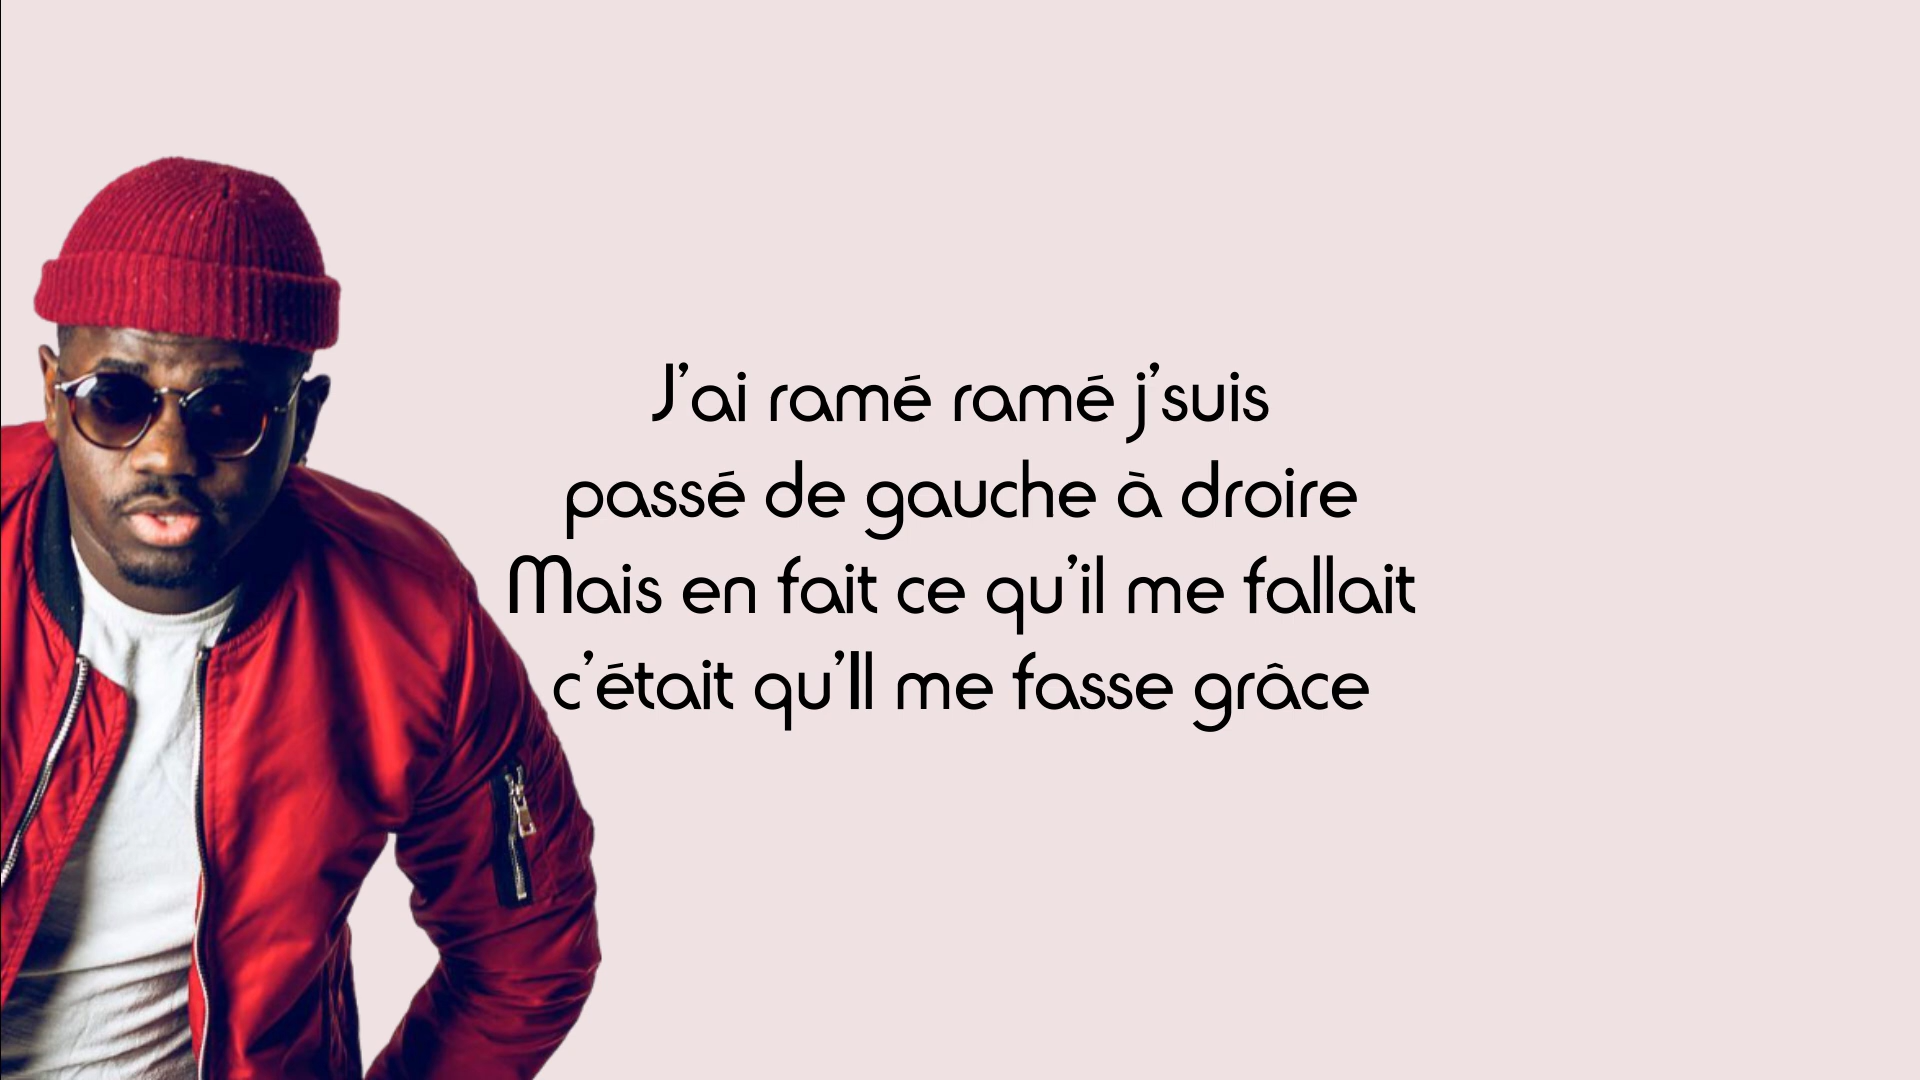 J’ai ramé ramé j’suis
passé de gauche à droire
Mais en fait ce qu’il me fallait
c’était qu’Il me fasse grâce